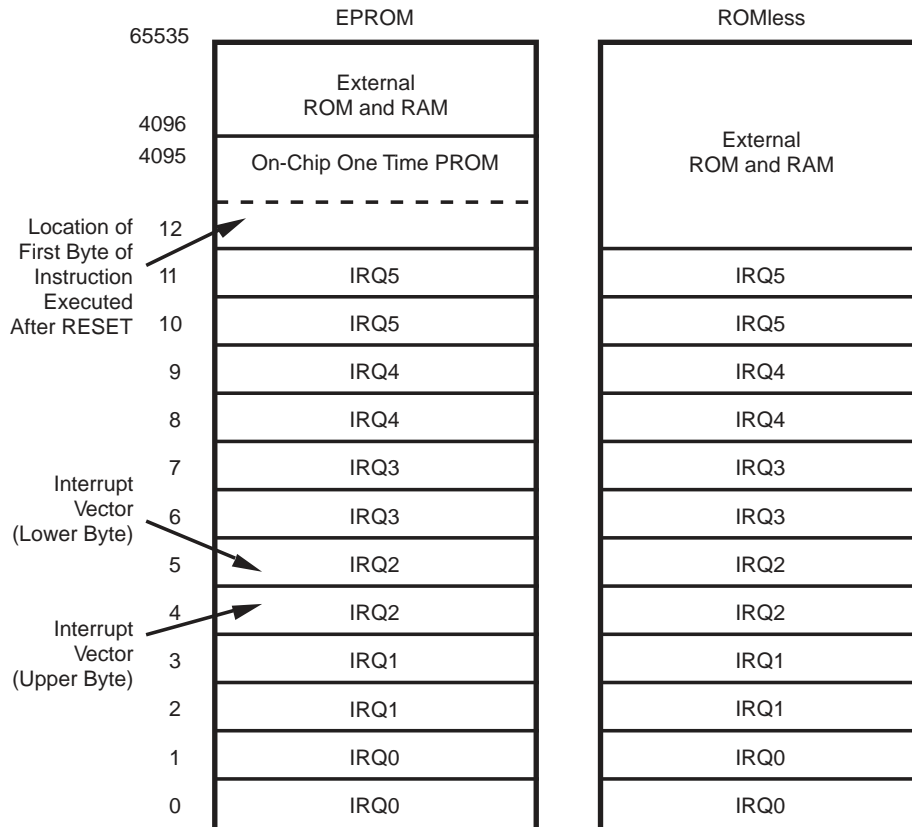 EPROM
ROMless
65535
External
ROM and RAM
4096
4095
On-Chip One Time PROM
External
ROM and RAM
Location of
First Byte of
Instruction
Executed
After RESET
12
11
IRQ5
IRQ5
10
IRQ5
IRQ5
9
IRQ4
IRQ4
8
IRQ4
IRQ4
7
IRQ3
IRQ3
Interrupt
Vector
(Lower Byte)
6
IRQ3
IRQ3
5
IRQ2
IRQ2
4
IRQ2
IRQ2
Interrupt
Vector
(Upper Byte)
3
IRQ1
IRQ1
2
IRQ1
IRQ1
1
IRQ0
IRQ0
0
IRQ0
IRQ0